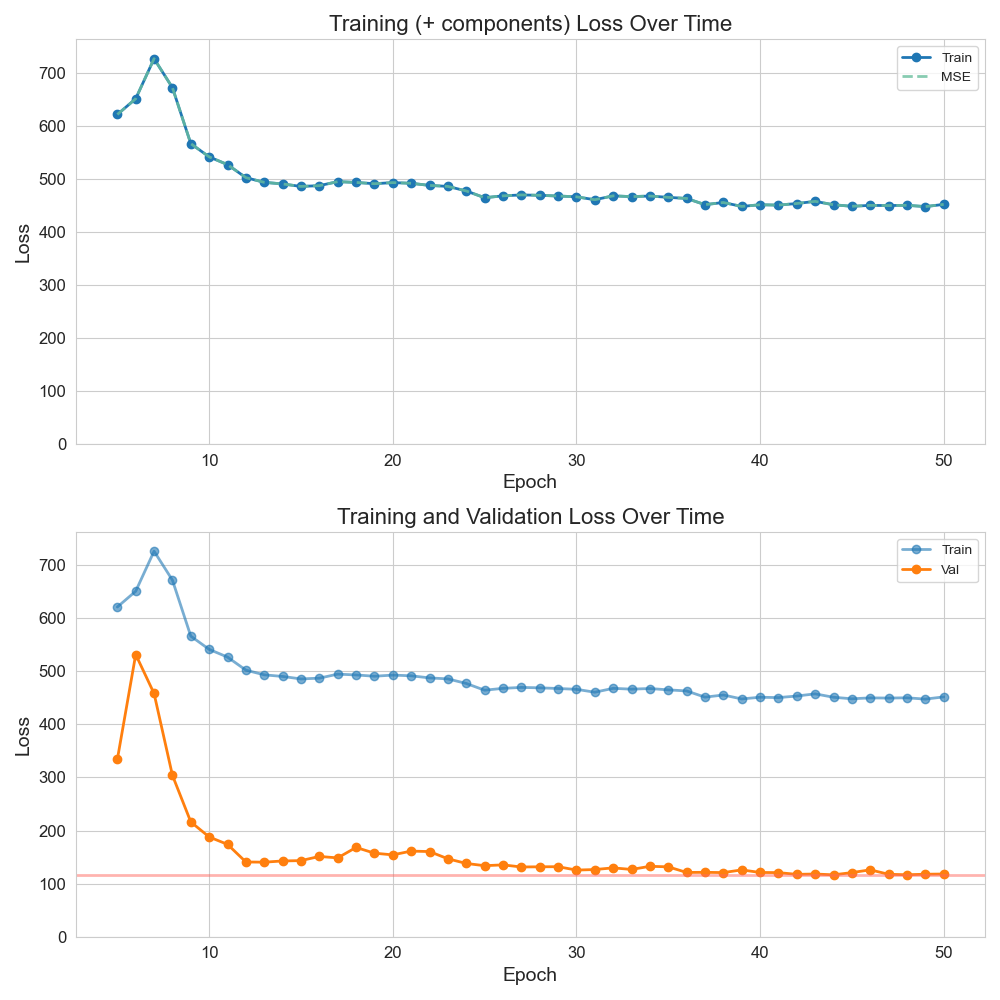 Training (+ components) Loss Over Time
Train
MSE
Loss
700
600
500
400
300
200
100
0
10 20 30 40 50
Epoch
Training and Validation Loss Over Time
Train
Val
Loss
700
600
500
400
300
200
100
0
10 20 30 40 50
Epoch